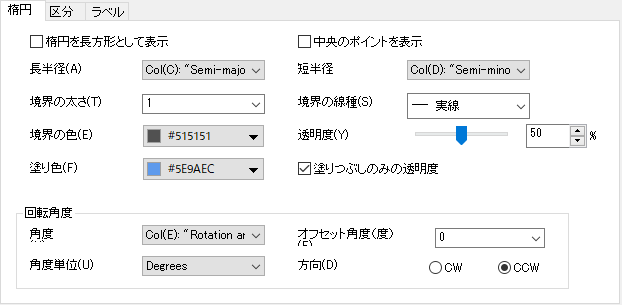 楕円 区分 ラベル
楕円を長方形として表示 中央のポイントを表示
長半径(A) Col(C): "Semi-majo 短半径 Col(D): "Semi-mino
境界の太さ(T) 1 境界の線種(S) 実線
境界の色(E) #515151 透明度(Y) 50 %
塗り色(F) #5E9AEC 塗りつぶしのみの透明度
回転角度
角度 Col(E): "Rotation ar オフセット角度(度) 0
角度単位(U) Degrees 方向(D) CW CCW